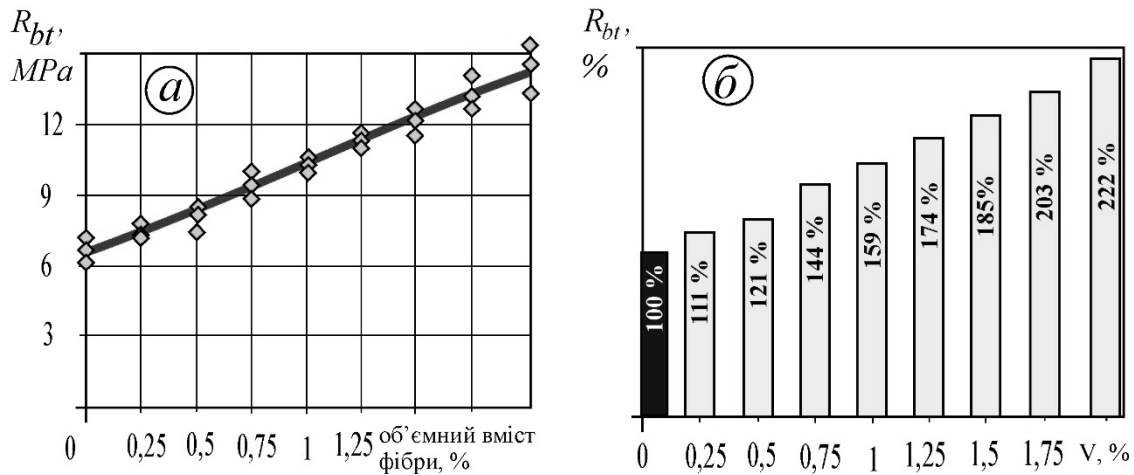 R_bt,
MPa
а
12
9
6
3
0 0,25 0,5 0,75 1 1,25 об’ємний вміст
фібри, %
R_bt,
%
б
100 %
111 %
121 %
144 %
159 %
174 %
185%
203 %
222 %
0 0,25 0,5 0,75 1 1,25 1,5 1,75 V, %